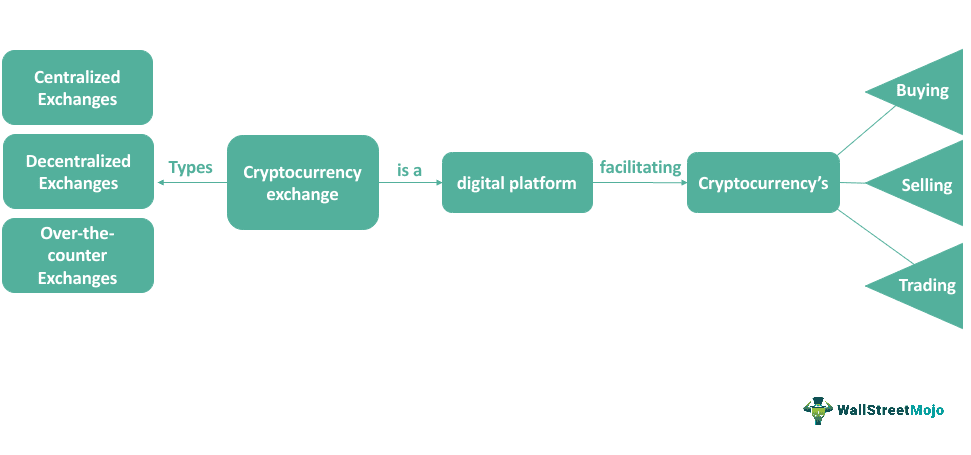 Centralized
Exchanges
Decentralized
Exchanges
Over-the-
counter
Exchanges
Types
Cryptocurrency
exchange
is a
digital platform
facilitating
Cryptocurrency’s
Buying
Selling
Trading
WallStreetMojo